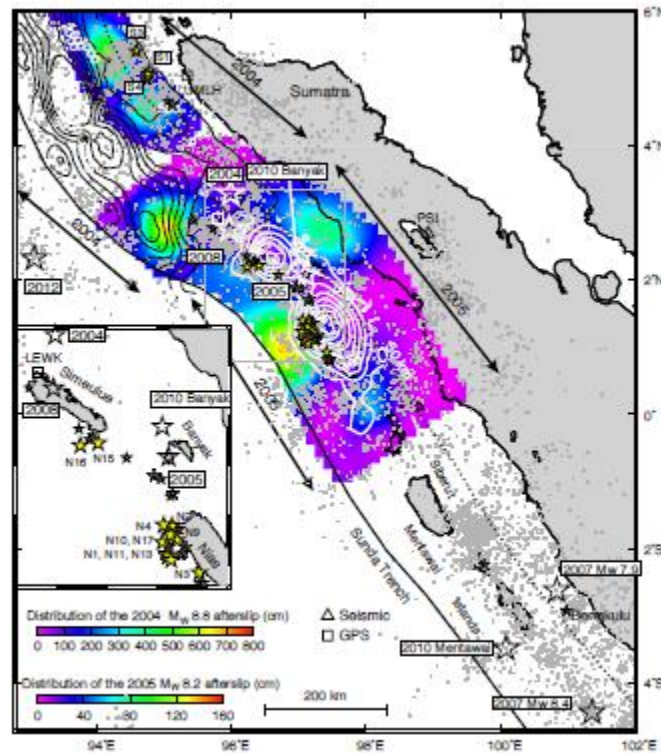 6°N
4°N
2°N
0°
2°S
4°S
94°E
96°E
98°E
100°E
102°E
2004
Sumatra
2004
2010 Banyak
PSI
2004
2008
2005
2005
2012
2005
2004
LEWK
Simeulue
2008
2010 Banyak
Banyak
N16
N15
2005
N4
N9
N10, N17
N1, N11, N13
N3
Nias
Siberut
Mentawai
Islands
Sunda Trench
2007 Mw 7.9
Bengkulu
2010 Mentawai
2007 Mw 8.4
Distribution of the 2004 Mw 8.8 afterslip (cm)
0 100 200 300 400 500 600 700 800
Distribution of the 2005 Mw 8.2 afterslip (cm)
0 40 80 120 160
Seismic
GPS
200 km